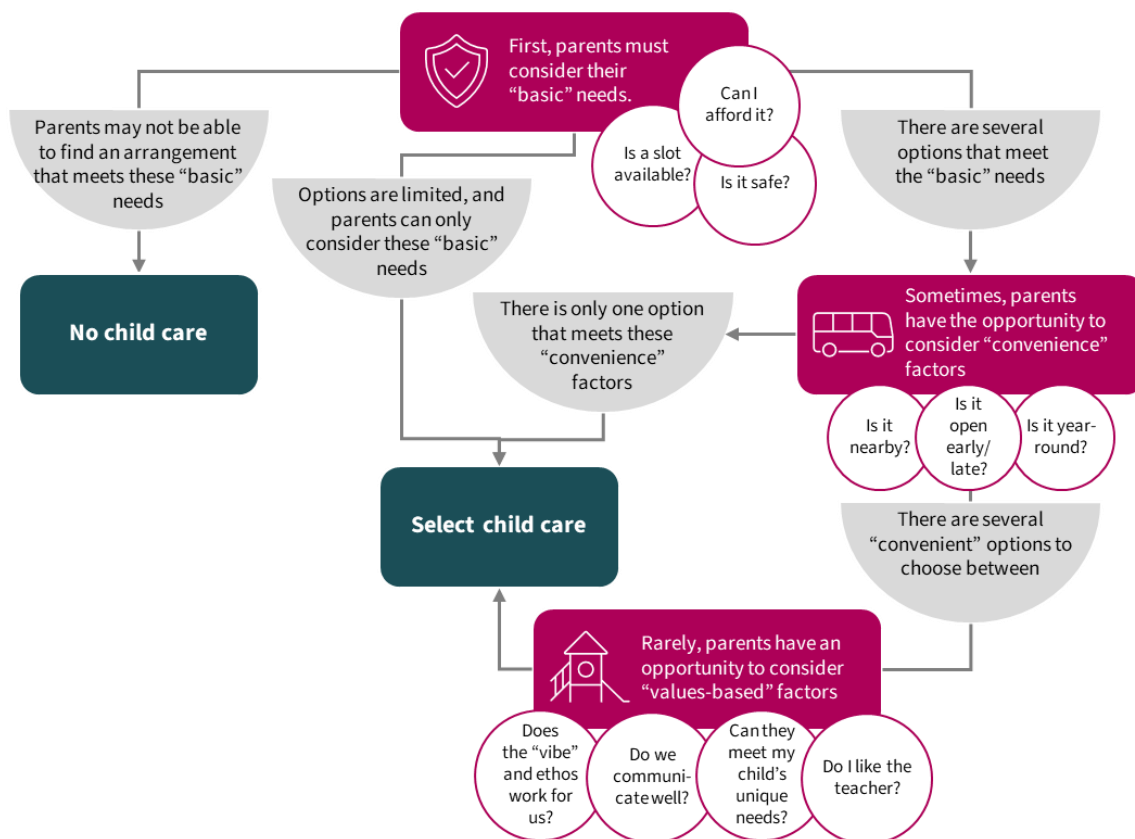 First, parents must
consider their
“basic” needs.
Can I
afford it?
Is a slot
available?
Is it safe?
Parents may not be able
to find an arrangement
that meets these “basic”
needs
Options are limited, and
parents can only
consider these “basic”
needs
There are several
options that meet
the “basic” needs
No child care
There is only one option
that meets these
“convenience”
factors
Sometimes, parents
have the opportunity to
consider “convenience”
factors
Is it
nearby?
Is it
open
early/
late?
Is it year-
round?
Select child care
There are several
“convenient” options to
choose between
Rarely, parents have an
opportunity to consider
“values-based” factors
Does
the “vibe”
and ethos
work for
us?
Do we
communi-
cate well?
Can they
meet my
child’s
unique
needs?
Do I like the
teacher?